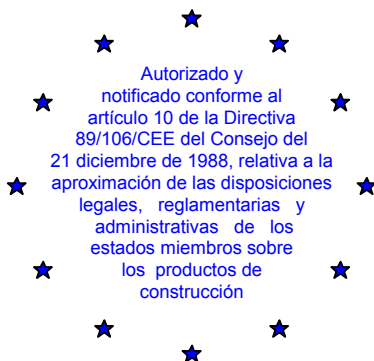 Autorizado y
notificado conforme al
artículo 10 de la Directiva
89/106/CEE del Consejo del
21 diciembre de 1988, relativa a la
aproximación de las disposiciones
legales, reglamentarias y
administrativas de los
estados miembros sobre
los productos de
construcción